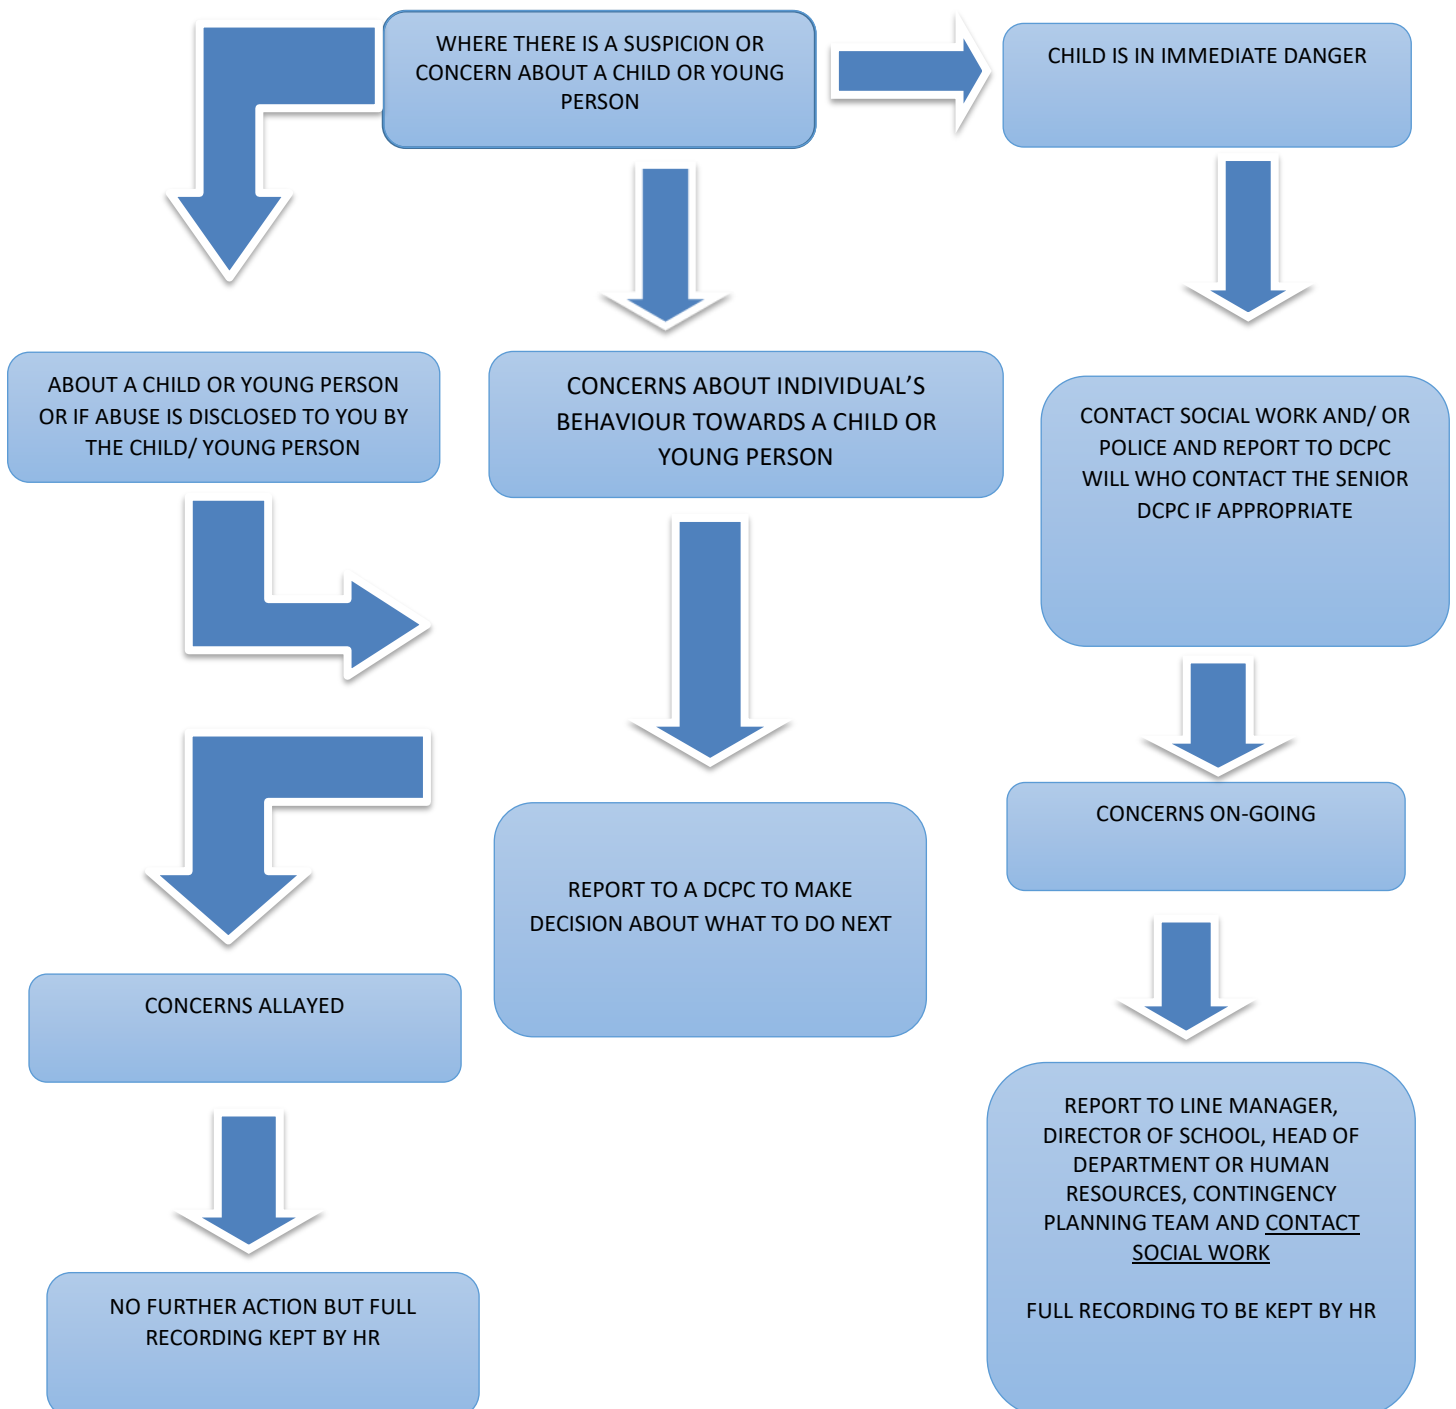 WHERE THERE IS A SUSPICION OR
CONCERN ABOUT A CHILD OR YOUNG
PERSON
CHILD IS IN IMMEDIATE DANGER
ABOUT A CHILD OR YOUNG PERSON
OR IF ABUSE IS DISCLOSED TO YOU BY
THE CHILD/ YOUNG PERSON
CONCERNS ABOUT INDIVIDUAL’S
BEHAVIOUR TOWARDS A CHILD OR
YOUNG PERSON
CONTACT SOCIAL WORK AND/ OR
POLICE AND REPORT TO DCPC
WILL WHO CONTACT THE SENIOR
DCPC IF APPROPRIATE
REPORT TO A DCPC TO MAKE
DECISION ABOUT WHAT TO DO NEXT
CONCERNS ON-GOING
CONCERNS ALLAYED
REPORT TO LINE MANAGER,
DIRECTOR OF SCHOOL, HEAD OF
DEPARTMENT OR HUMAN
RESOURCES, CONTINGENCY
PLANNING TEAM AND CONTACT
SOCIAL WORK
FULL RECORDING TO BE KEPT BY HR
NO FURTHER ACTION BUT FULL
RECORDING KEPT BY HR